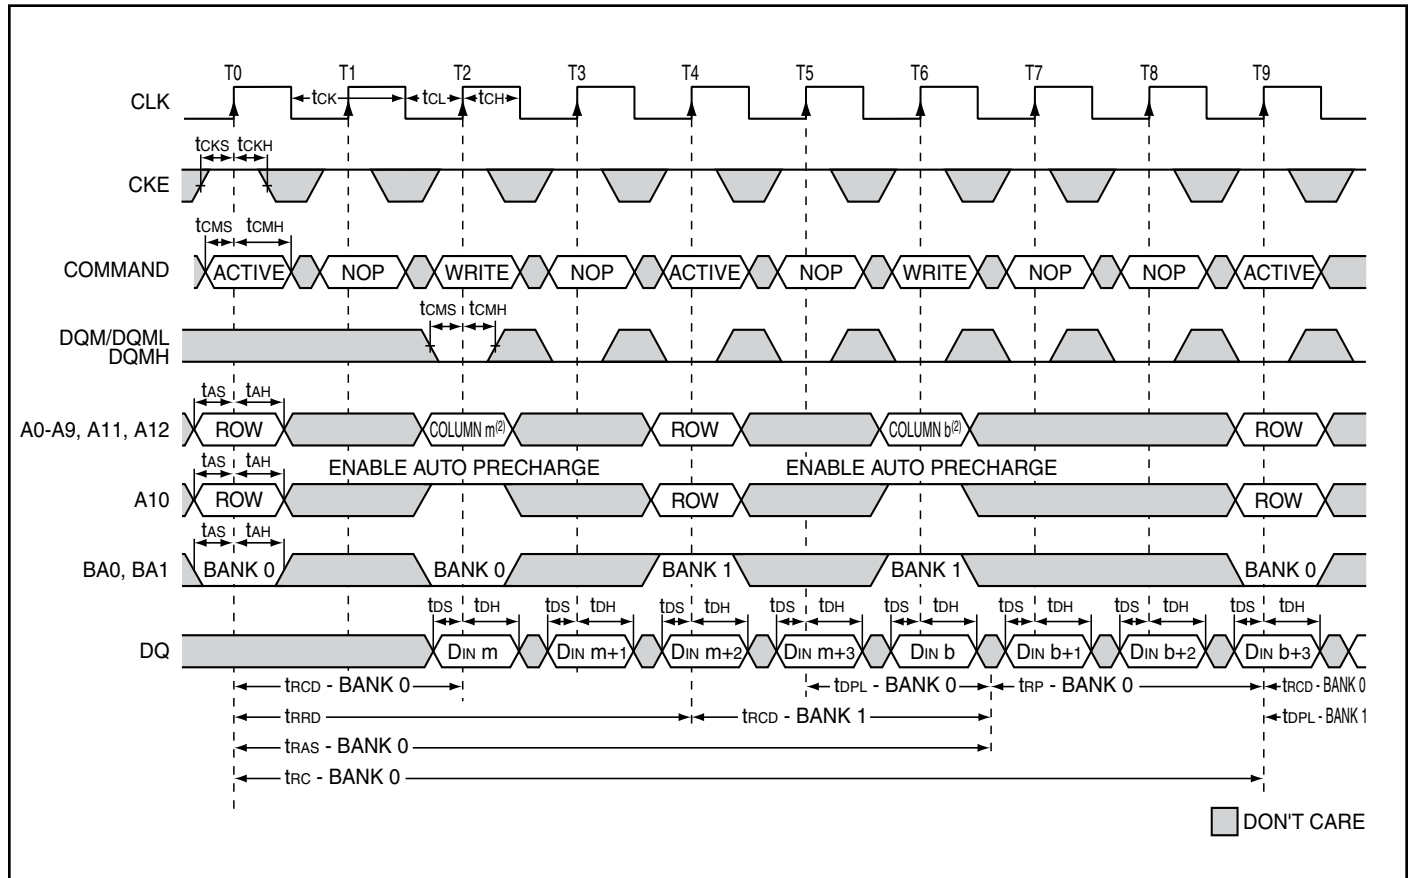 T0 T1 T2 T3 T4 T5 T6 T7 T8 T9
CLK tCK tCL tCH
tCKS tCKH
CKE
tCMS tCMH
COMMAND ACTIVE NOP WRITE NOP ACTIVE NOP WRITE NOP NOP ACTIVE
tCMS tCMH
DQM/DQML
DQMH
tAS tAH
A0-A9, A11, A12 ROW COLUMN m(2) ROW COLUMN b(2) ROW
tAS tAH ENABLE AUTO PRECHARGE ENABLE AUTO PRECHARGE
A10 ROW ROW ROW
tAS tAH
BA0, BA1 BANK 0 BANK 0 BANK 1 BANK 1 BANK 0
tDS tDH tDS tDH tDS tDH tDS tDH tDS tDH tDS tDH tDS tDH tDS tDH
DQ DIN m DIN m+1 DIN m+2 DIN m+3 DIN b DIN b+1 DIN b+2 DIN b+3
tRCD - BANK 0 tDPL - BANK 0 tRP - BANK 0 tRCD - BANK 0
tRRD tRCD - BANK 1 tDPL - BANK 1
tRAS - BANK 0
tRC - BANK 0
DON'T CARE